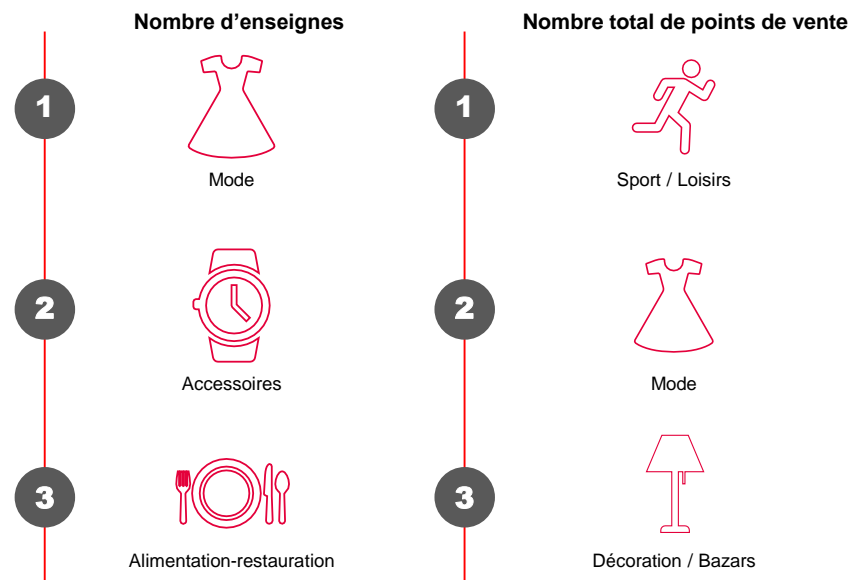 Nombre d’enseignes
1
Mode
2
Accessoires
3
Alimentation-restauration
Nombre total de points de vente
1
Sport / Loisirs
2
Mode
3
Décoration / Bazars